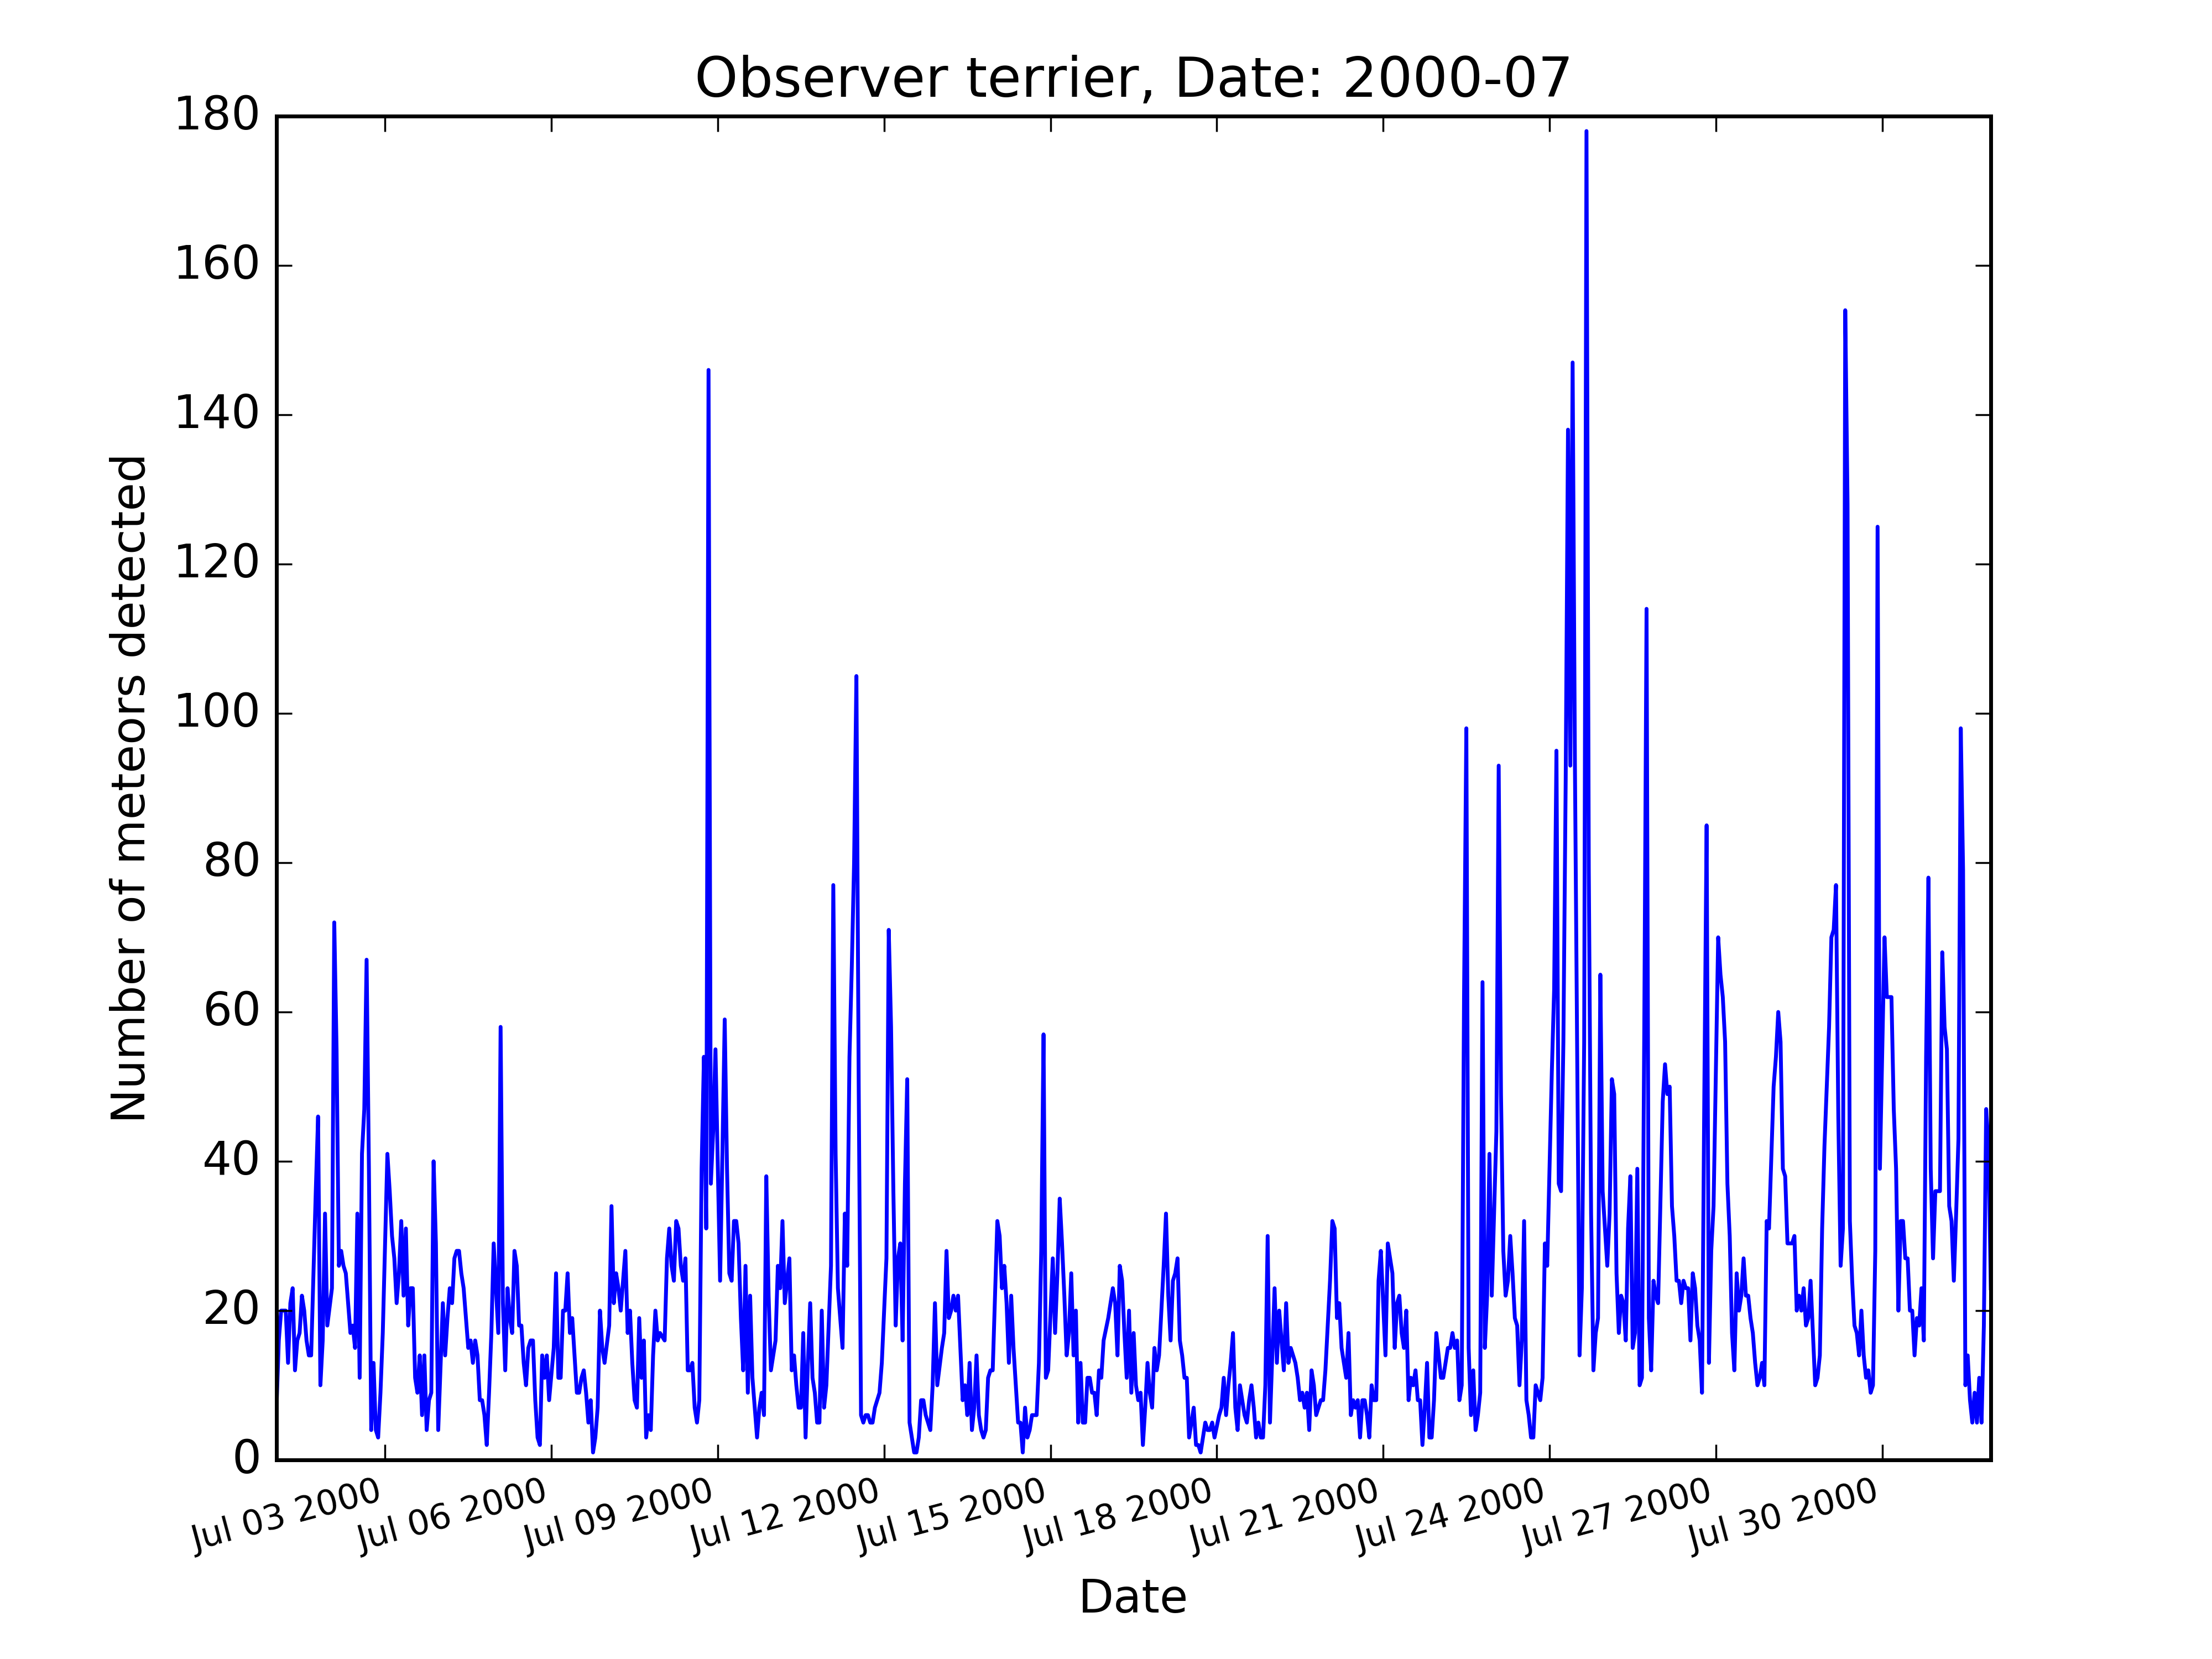 Observer terrier, Date: 2000-07
180
160
140
120
100
80
60
40
20
0
Number of meteors detected
Jul 03 2000
Jul 06 2000
Jul 09 2000
Jul 12 2000
Jul 15 2000
Jul 18 2000
Jul 21 2000
Jul 24 2000
Jul 27 2000
Jul 30 2000
Date